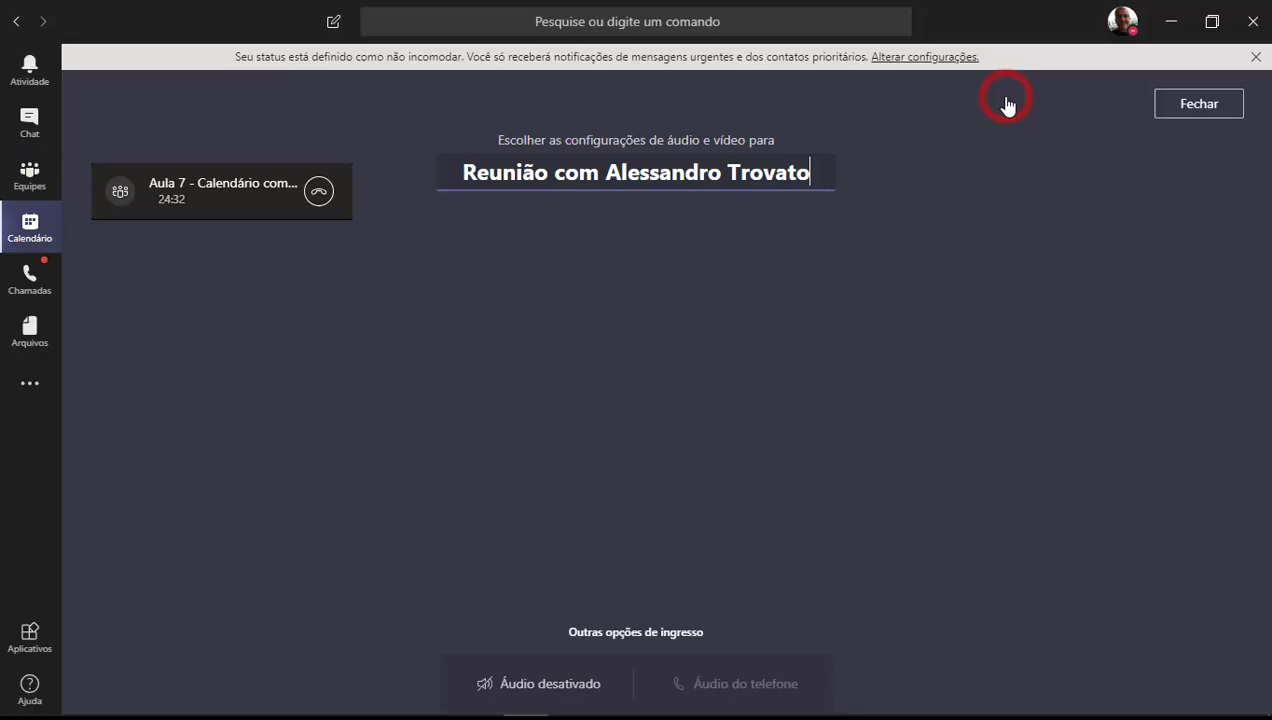 Pesquise ou digite um comando
Seu status está definido como não incomodar. Você só receberá notificações de mensagens urgentes e dos contatos prioritários. Alterar configurações.
Atividade
Chat
Equipes
Calendário
Chamadas
Arquivos
Aplicativos
Ajuda
Fechar
Escolher as configurações de áudio e vídeo para
Reunião com Alessandro Trovato
Aula 7 - Calendário com...
24:32
Outras opções de ingresso
Áudio desativado
Áudio do telefone